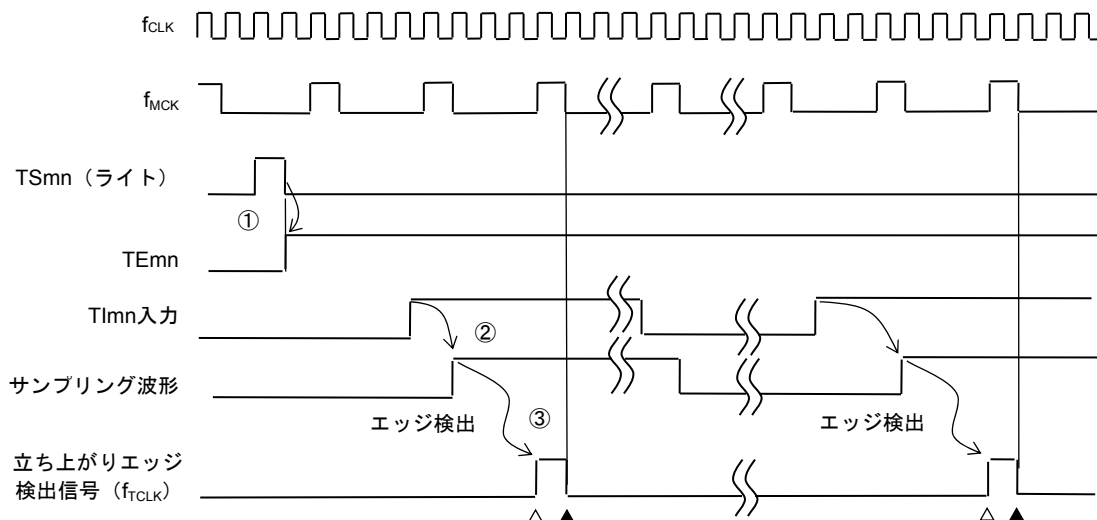 fCLK
fMCK
TSmn（ライト）
①
TEmn
TImn入力
②
サンプリング波形
エッジ検出
③
エッジ検出
立ち上がりエッジ
検出信号（fTCLK）